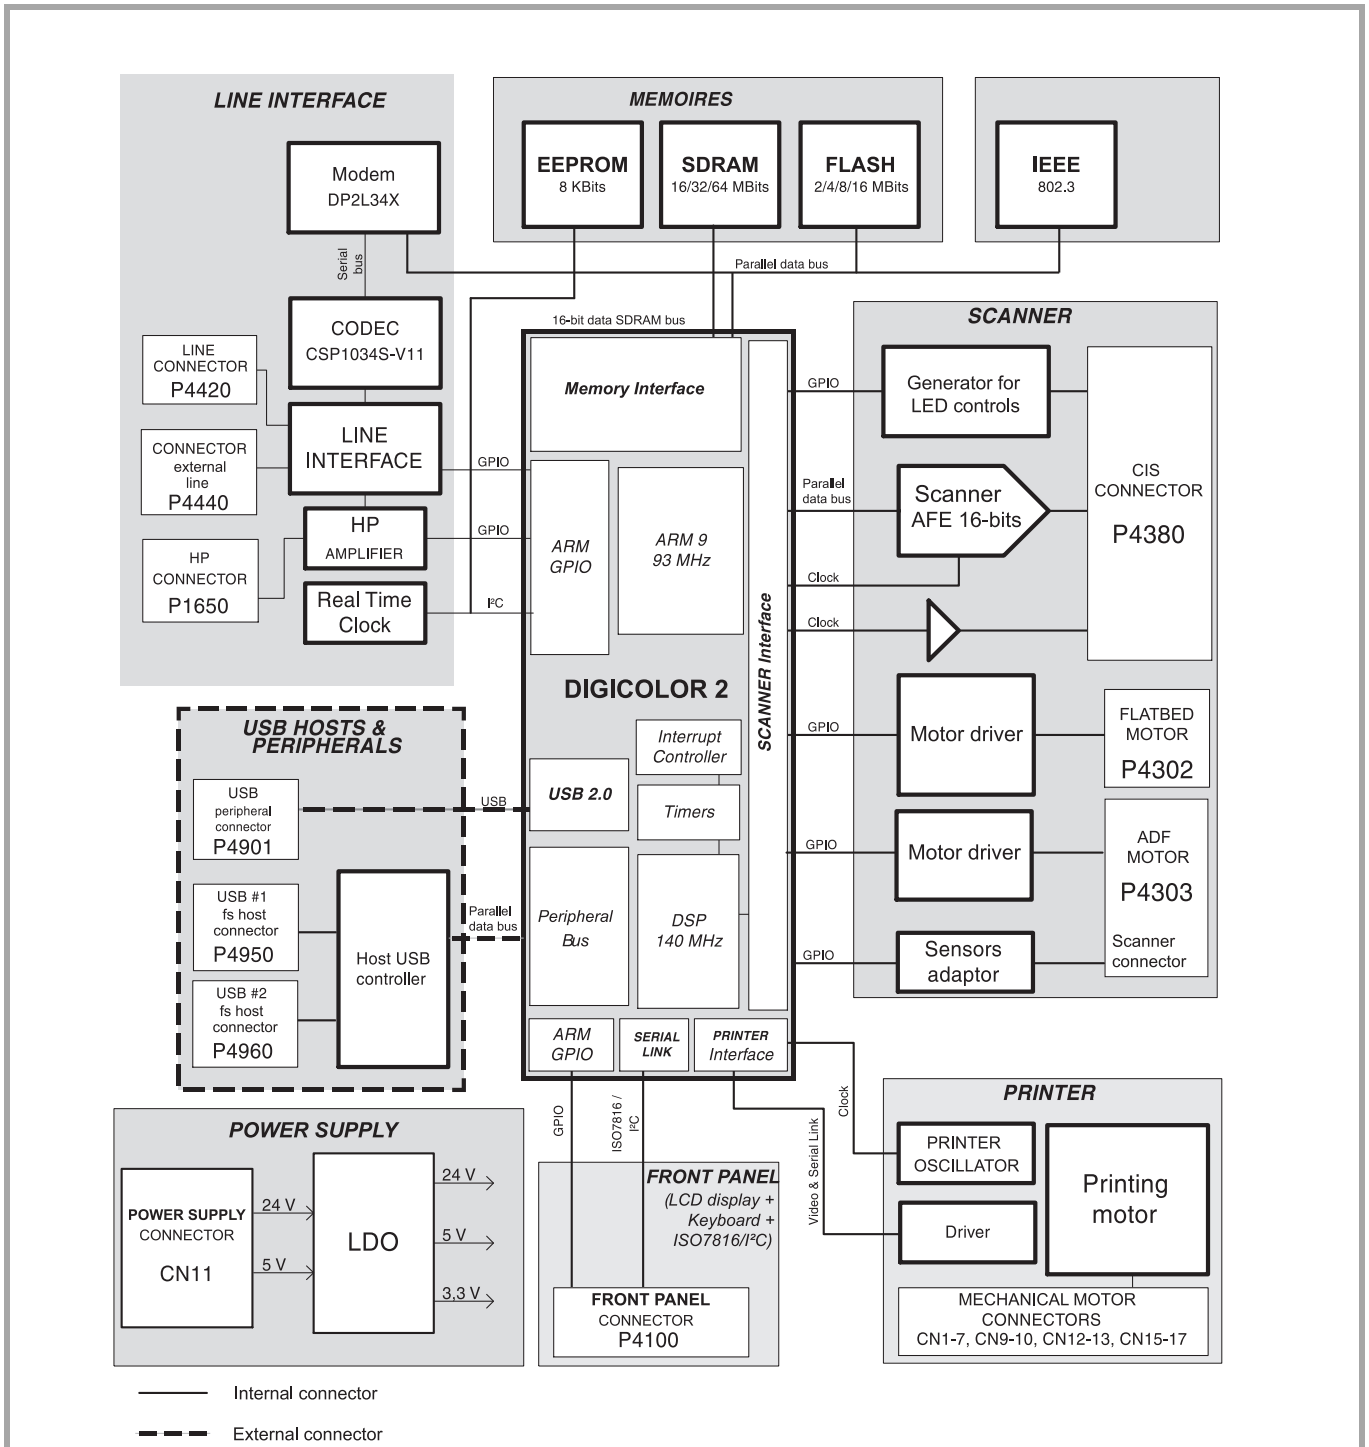 LINE INTERFACE
Modem
DP2L34X
Serial
bus
CODEC
CSP1034S-V11
LINE
CONNECTOR
P4420
LINE
INTERFACE
CONNECTOR
external
line
P4440
HP
AMPLIFIER
HP
CONNECTOR
P1650
Real Time
Clock
GPIO
GPIO
I²C
MEMOIRES
EEPROM
8 KBits
SDRAM
16/32/64 MBits
FLASH
2/4/8/16 MBits
IEEE
802.3
Parallel data bus
16-bit data SDRAM bus
Memory Interface
ARM
GPIO
ARM 9
93 MHz
SCANNER Interface
DIGICOLOR 2
Interrupt
Controller
USB 2.0
Timers
Peripheral
Bus
DSP
140 MHz
ARM
GPIO
SERIAL
LINK
PRINTER
Interface
SCANNER
GPIO
Generator for
LED controls
CIS
CONNECTOR
P4380
Parallel
data bus
Scanner
AFE 16-bits
Clock
Clock
GPIO
Motor driver
FLATBED
MOTOR
P4302
GPIO
Motor driver
ADF
MOTOR
P4303
Scanner
connector
GPIO
Sensors
adaptor
USB HOSTS &
PERIPHERALS
USB
peripheral
connector
P4901
USB
USB #1
fs host
connector
P4950
Host USB
controller
Parallel
data bus
USB #2
fs host
connector
P4960
POWER SUPPLY
POWER SUPPLY
CONNECTOR
CN11
24 V
5 V
LDO
24 V
5 V
3,3 V
GPIO
ISO7816 /
I²C
FRONT PANEL
(LCD display +
Keyboard +
ISO7816/I²C)
FRONT PANEL
CONNECTOR
P4100
Video & Serial Link
Clock
PRINTER
PRINTER
OSCILLATOR
Driver
Printing
motor
MECHANICAL MOTOR
CONNECTORS
CN1-7, CN9-10, CN12-13, CN15-17
Internal connector
External connector